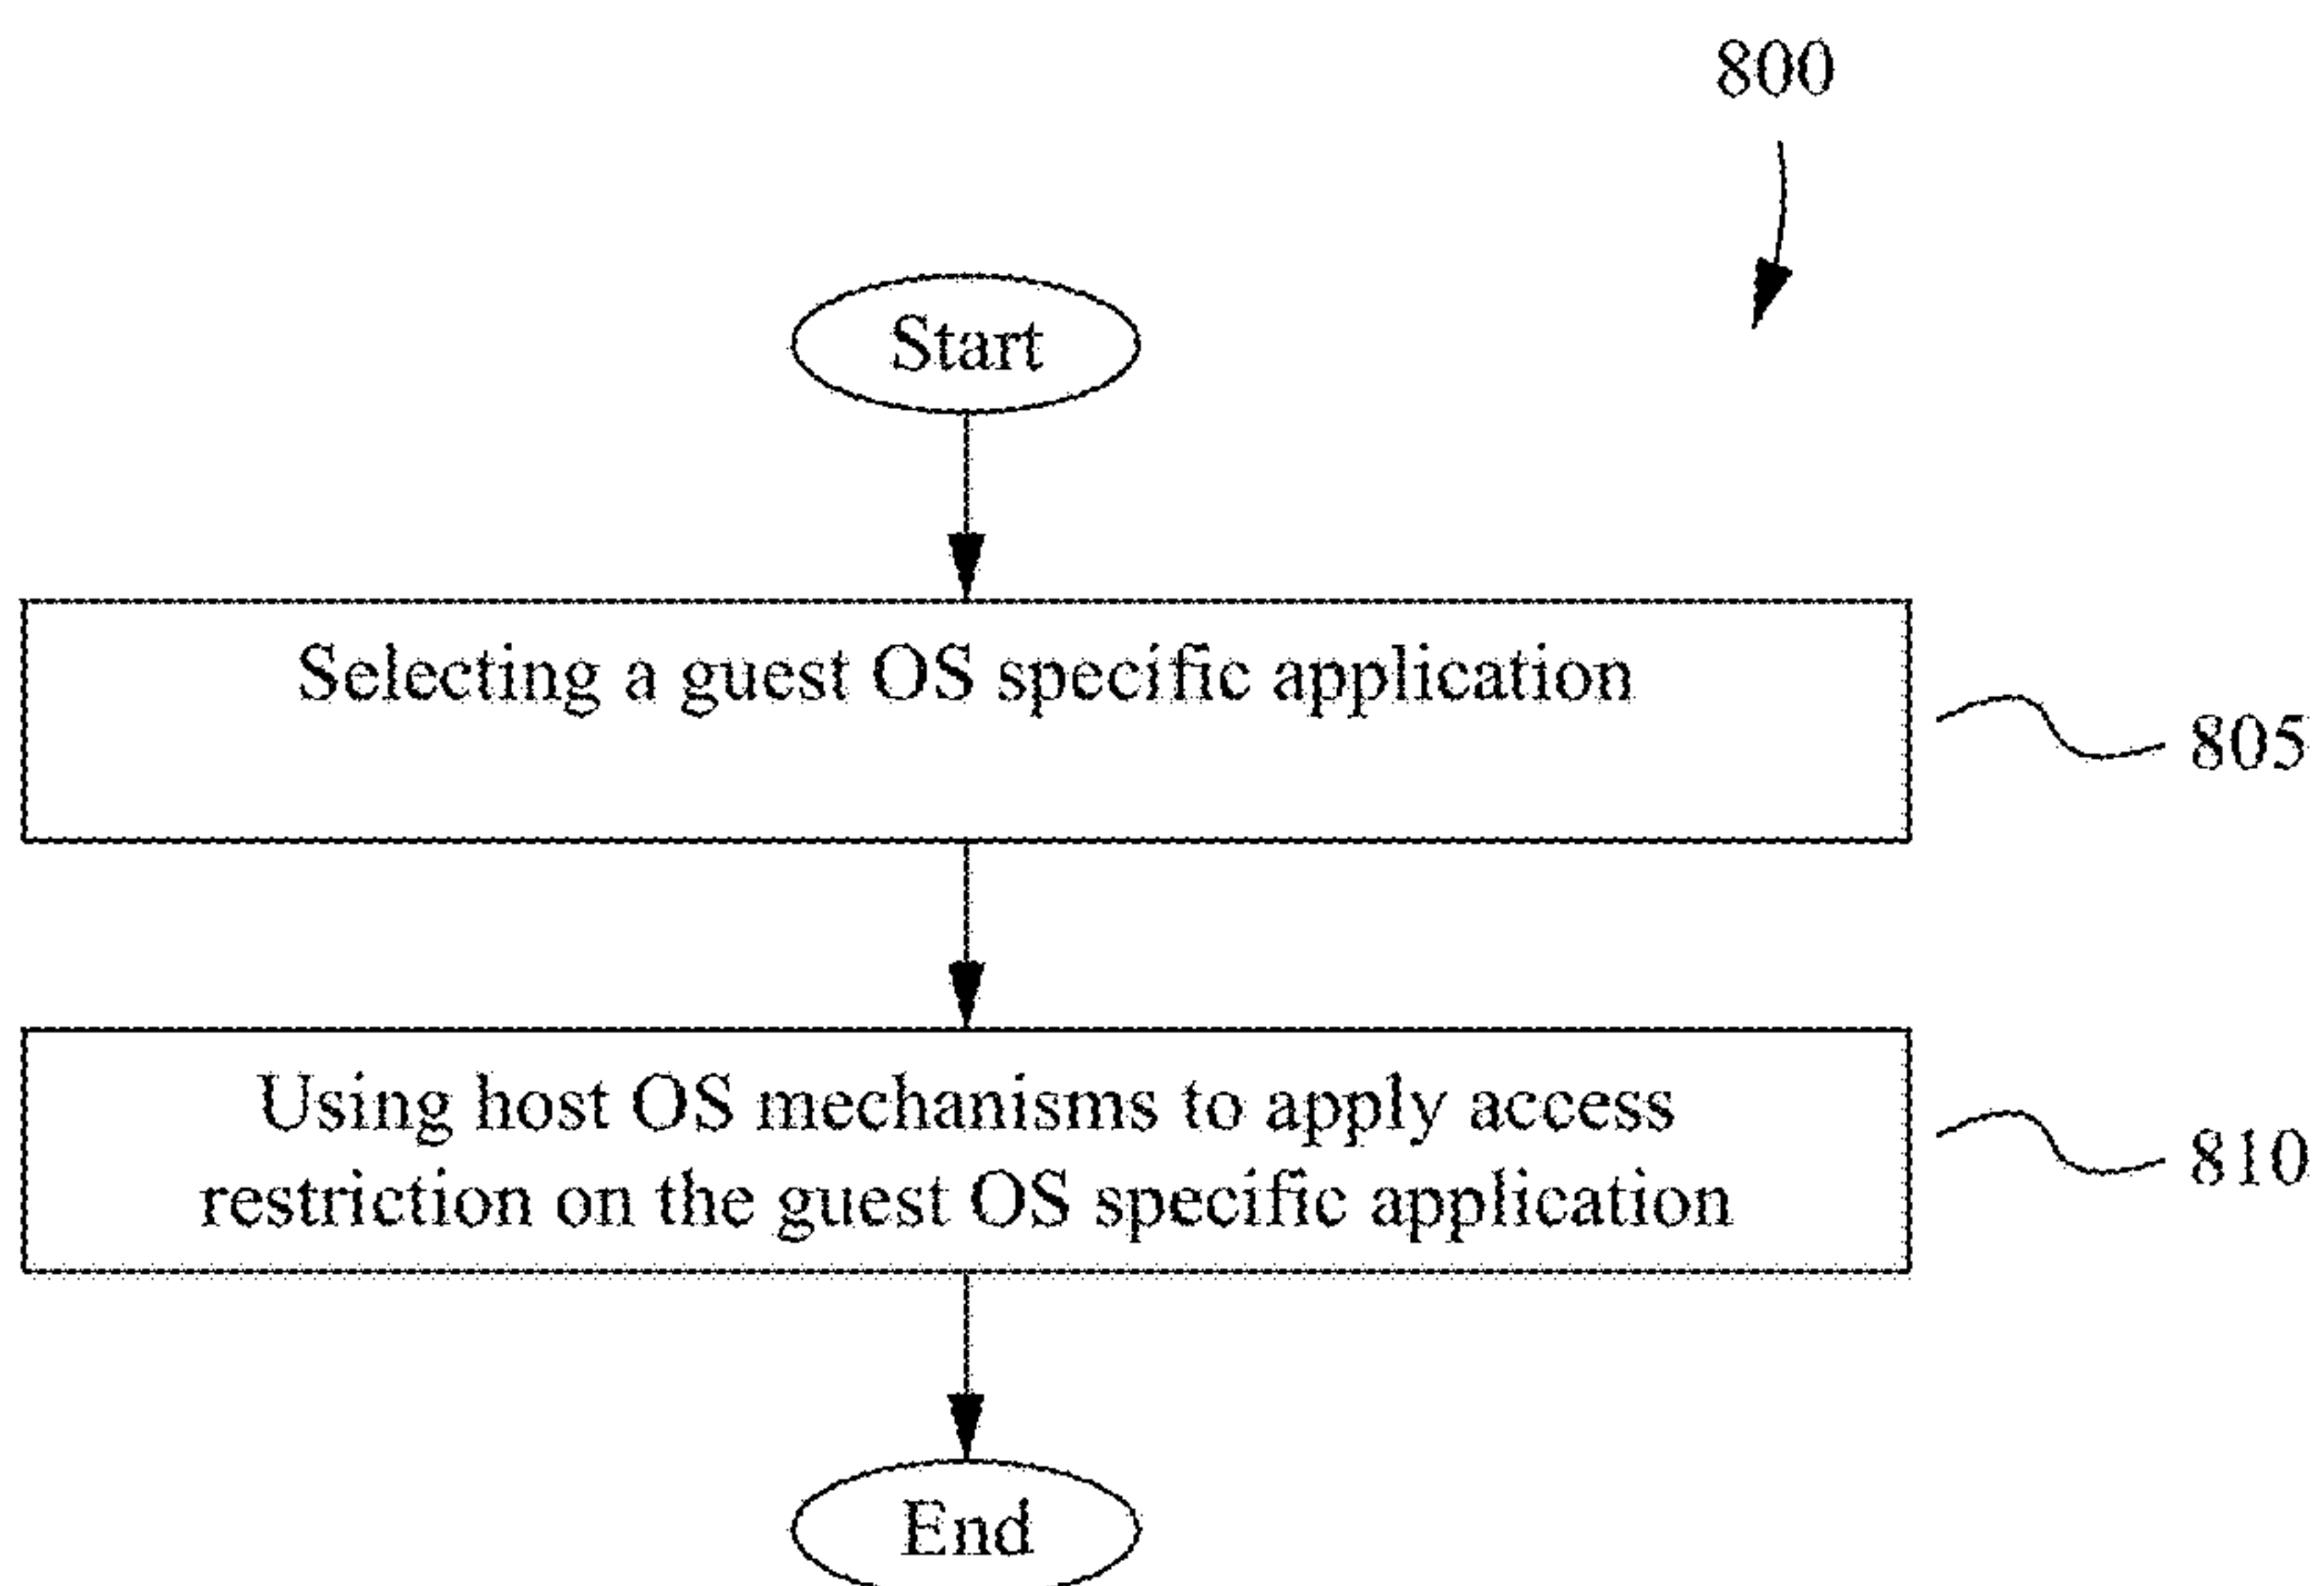 800
Start
Selecting a guest OS specific application
805
Using host OS mechanisms to apply access
restriction on the guest OS specific application
810
End